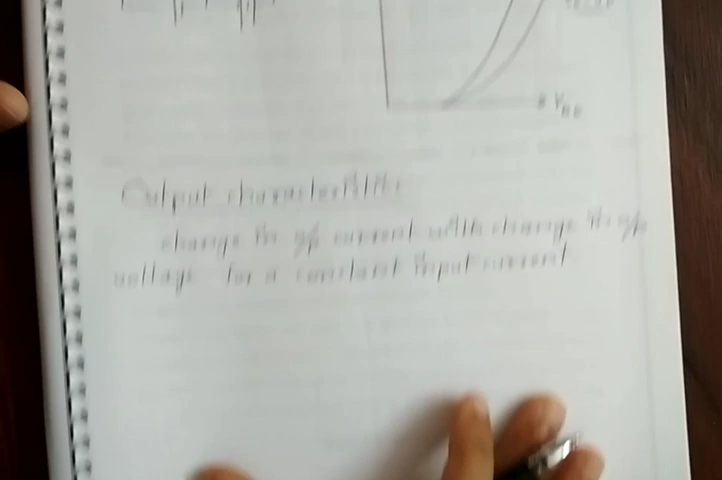 V_BE
Output characteristics
change in o/p current with change in o/p
voltage for a constant input current